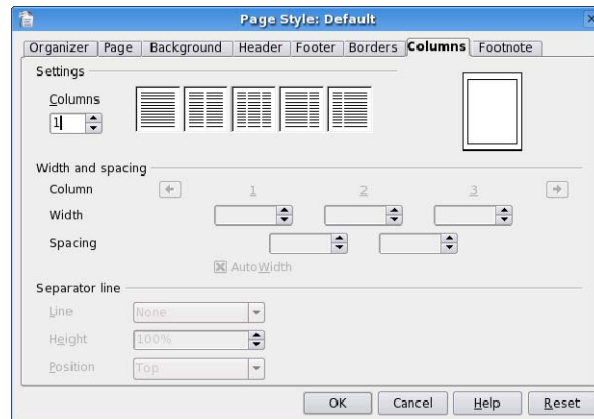 Page Style: Default
Organizer Page Background Header Footer Borders Columns Footnote
Settings
Columns
1
Width and spacing
Column 1 2 3
Width
Spacing
AutoWidth
Separator line
Line None
Height 100%
Position Top
OK Cancel Help Reset